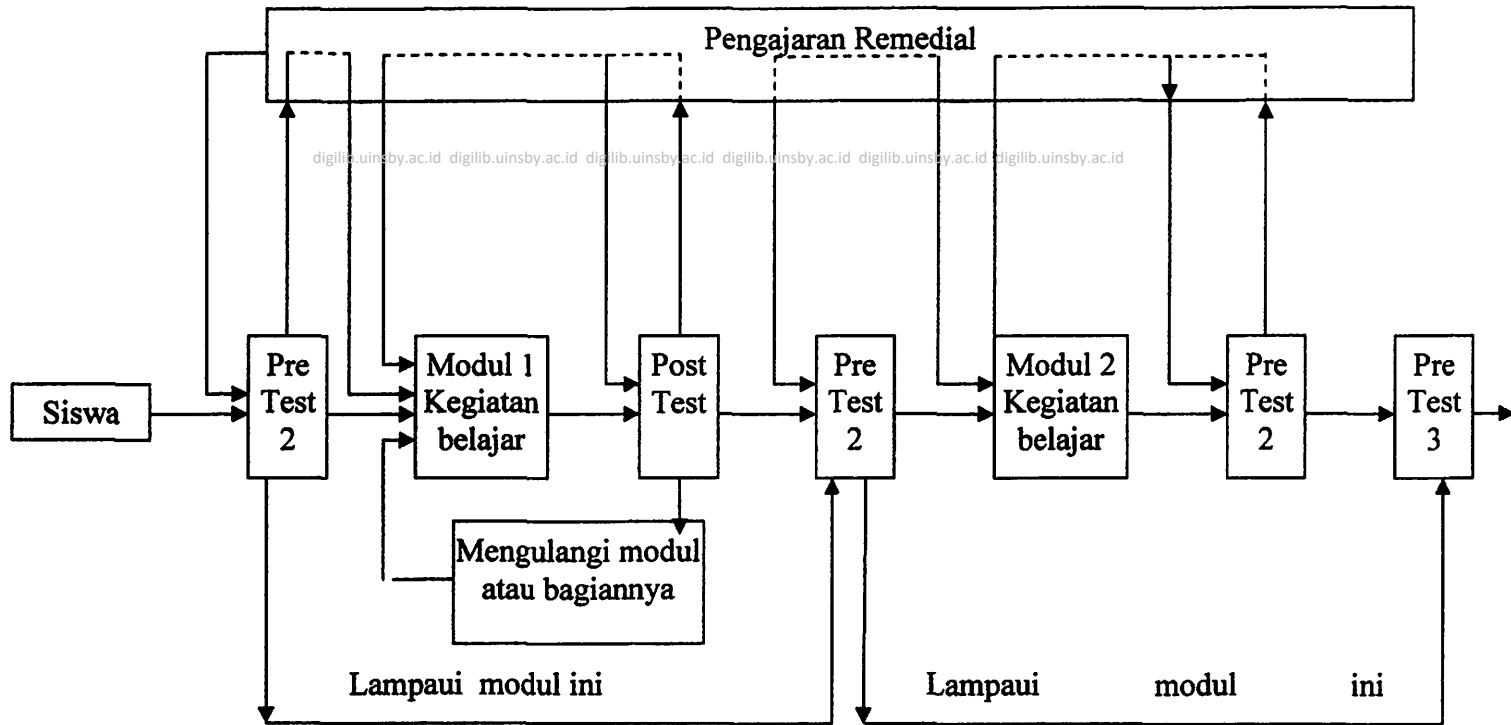 Pengajaran Remedial
digilib.uinsby.ac.id digilib.uinsby.ac.id digilib.uinsby.ac.id digilib.uinsby.ac.id digilib.uinsby.ac.id digilib.uinsby.ac.id
Siswa
Pre
Test
2
Modul 1
Kegiatan
belajar
Post
Test
Pre
Test
2
Modul 2
Kegiatan
belajar
Pre
Test
2
Pre
Test
3
Mengulangi modul
atau bagiannya
Lampaui modul ini
Lampaui modul ini